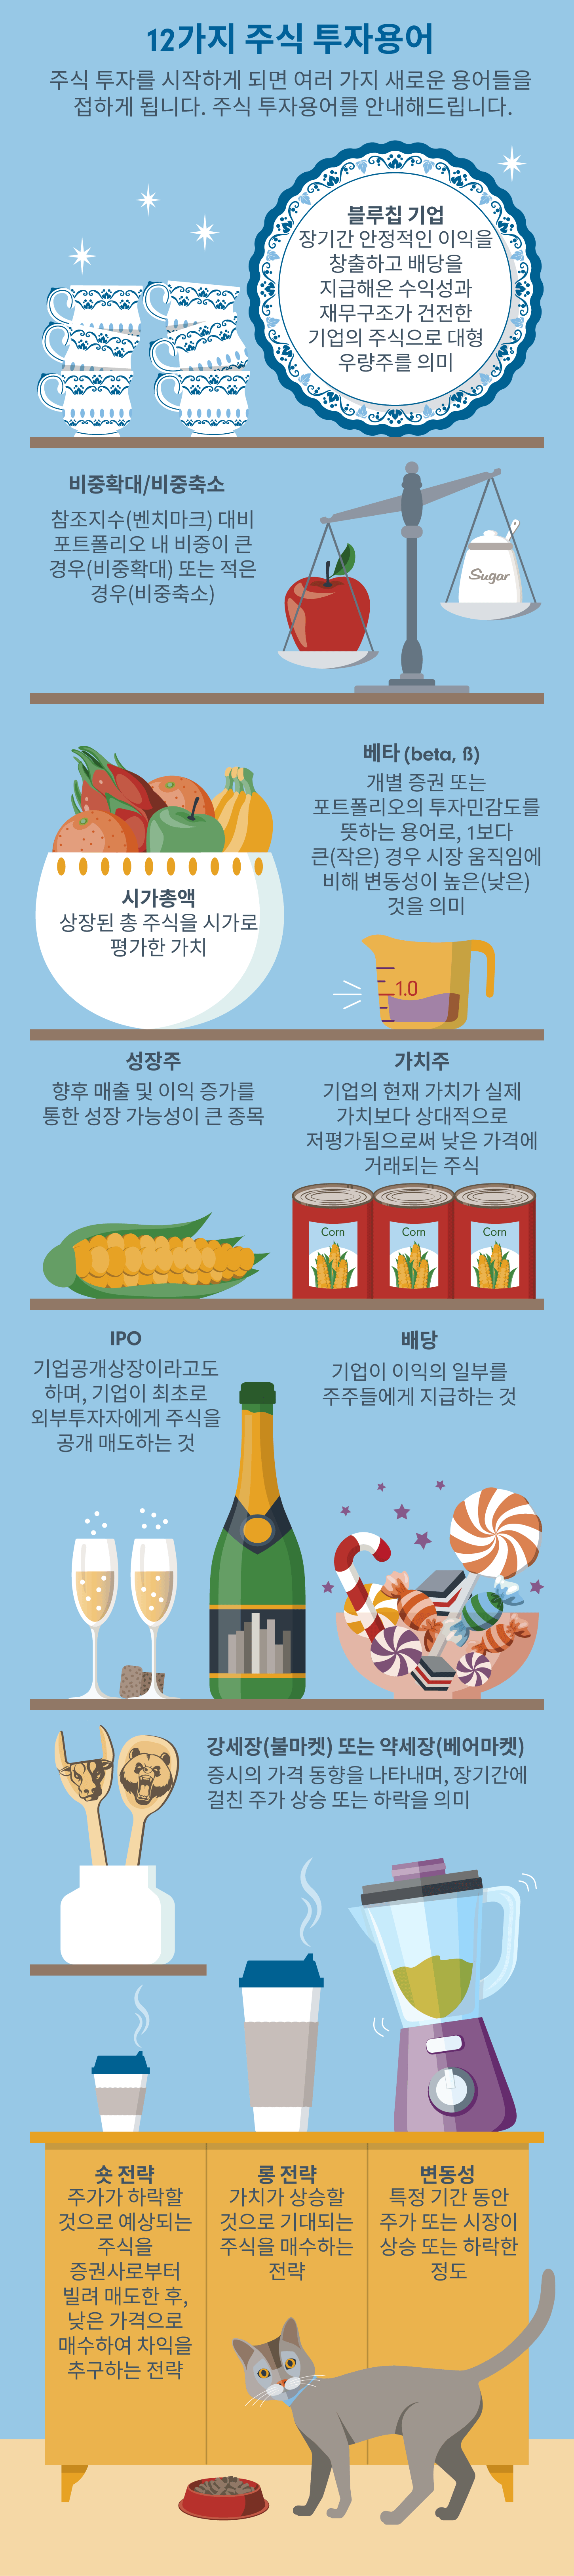 12가지 주식 투자용어
주식 투자를 시작하게 되면 여러 가지 새로운 용어들을
접하게 됩니다. 주식 투자용어를 안내해드립니다.
블루칩 기업
장기간 안정적인 이익을
창출하고 배당을
지급해온 수익성과
재무구조가 건전한
기업의 주식으로 대형
우량주를 의미
비중확대/비중축소
참조지수(벤치마크) 대비
포트폴리오 내 비중이 큰
경우(비중확대) 또는 적은
경우(비중축소)
Sugar
베타 (beta, ß)
개별 증권 또는
포트폴리오의 투자민감도를
뜻하는 용어로, 1보다
큰(작은) 경우 시장 움직임에
비해 변동성이 높은(낮은)
것을 의미
시가총액
상장된 총 주식을 시가로
평가한 가치
1.0
성장주
향후 매출 및 이익 증가를
통한 성장 가능성이 큰 종목
가치주
기업의 현재 가치가 실제
가치보다 상대적으로
저평가됨으로써 낮은 가격에
거래되는 주식
Corn
Corn
Corn
IPO
기업공개상장이라고도
하며, 기업이 최초로
외부투자자에게 주식을
공개 매도하는 것
배당
기업이 이익의 일부를
주주들에게 지급하는 것
강세장(불마켓) 또는 약세장(베어마켓)
증시의 가격 동향을 나타내며, 장기간에
걸친 주가 상승 또는 하락을 의미
숏 전략
주가가 하락할
것으로 예상되는
주식을
증권사로부터
빌려 매도한 후,
낮은 가격으로
매수하여 차익을
추구하는 전략
롱 전략
가치가 상승할
것으로 기대되는
주식을 매수하는
전략
변동성
특정 기간 동안
주가 또는 시장이
상승 또는 하락한
정도